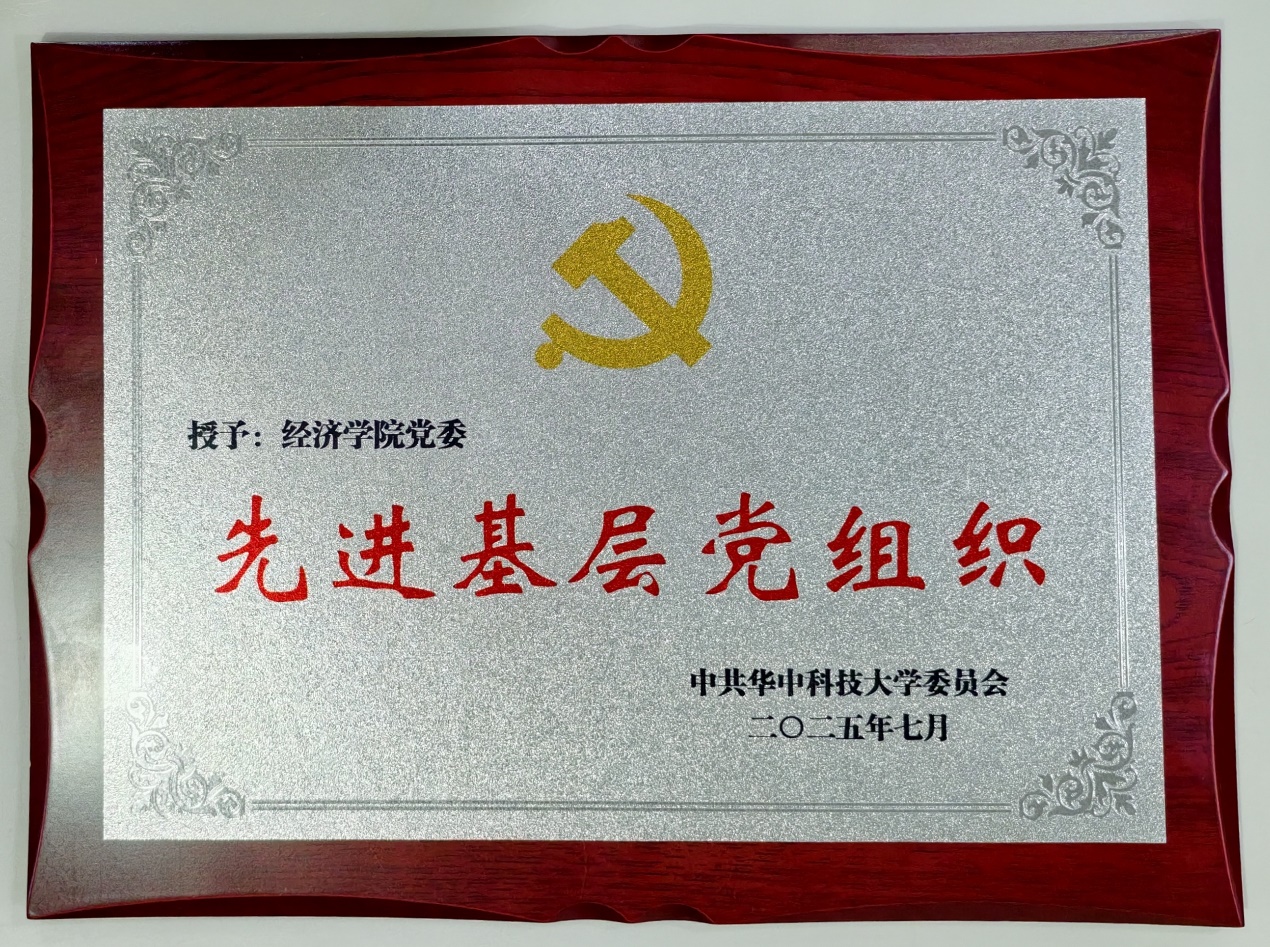 授予：经济学院党委
先进基层党组织
中共华中科技大学委员会
二〇二五年七月